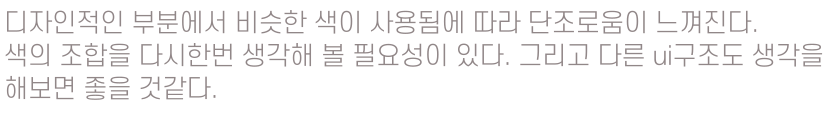 디자인적인 부분에서 비슷한 색이 사용됨에 따라 단조로움이 느껴진다.
색의 조합을 다시한번 생각해 볼 필요성이 있다. 그리고 다른 ui구조도 생각을
해보면 좋을 것같다.